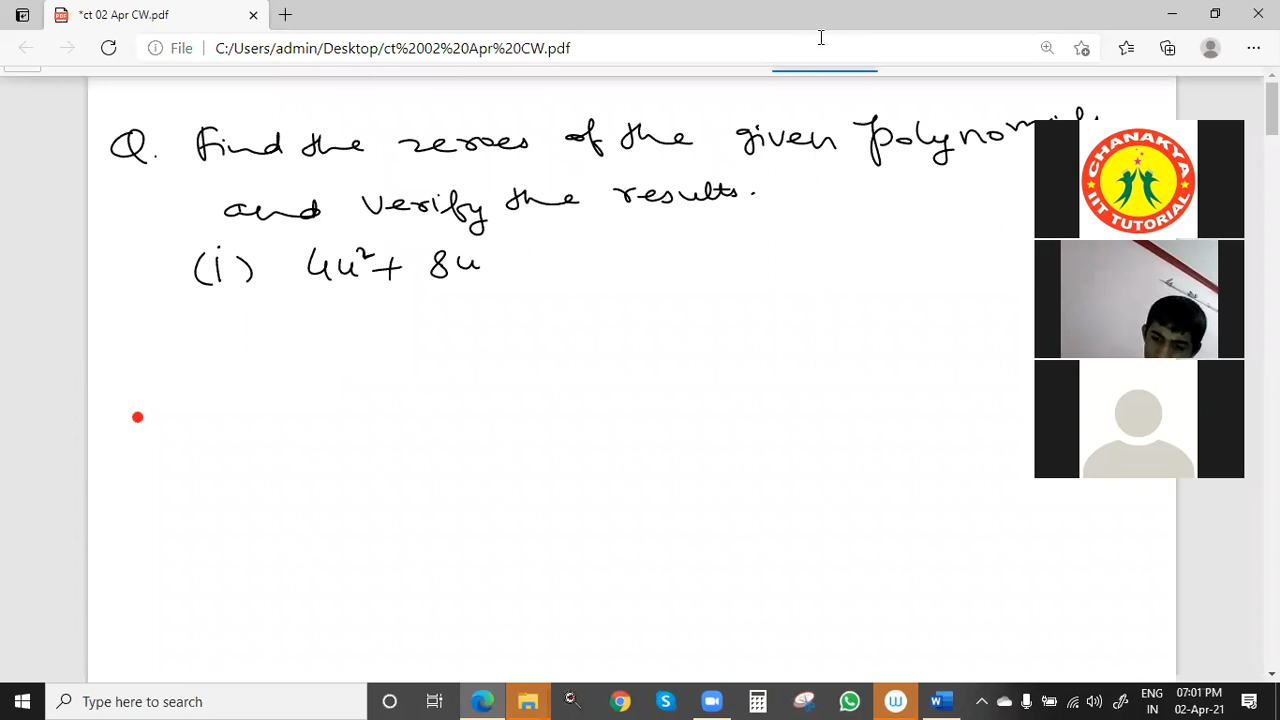 *ct 02 Apr CW.pdf
File C:/Users/admin/Desktop/ct%2002%20Apr%20CW.pdf
Q. Find the zeroes of the given
and verify the results.
(i) 4u²+ 8u
CHANAKYA
IIT TUTORIAL
Type here to search
ENG
IN
07:01 PM
02-Apr-21